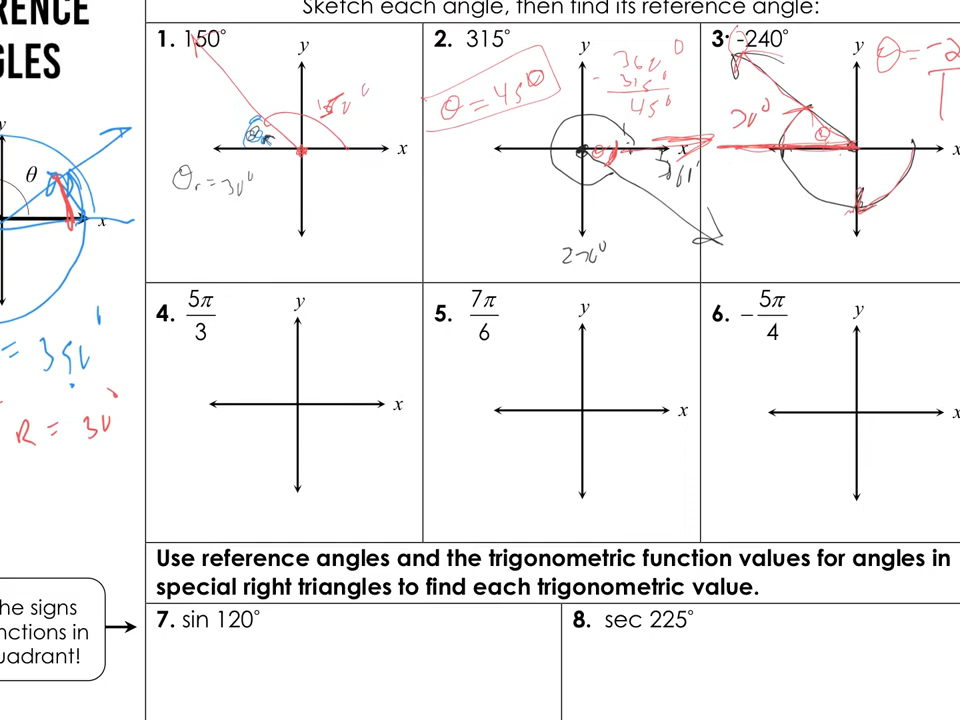 RENCE
GLES
Sketch each angle, then find its reference angle:
1. 150°
y
x
150°
θr = 30°
2. 315°
y
x
θ = 45°
360°
- 315°
45°
θ
360°
270°
3. -240°
y
x
30°
θ
θ = -2
y
θ
x
= 390°
R = 30°
4. 5π/3
y
x
5. 7π/6
y
x
6. -5π/4
y
x
Use reference angles and the trigonometric function values for angles in
special right triangles to find each trigonometric value.
he signs
nctions in
uadrant!
7. sin 120°
8. sec 225°